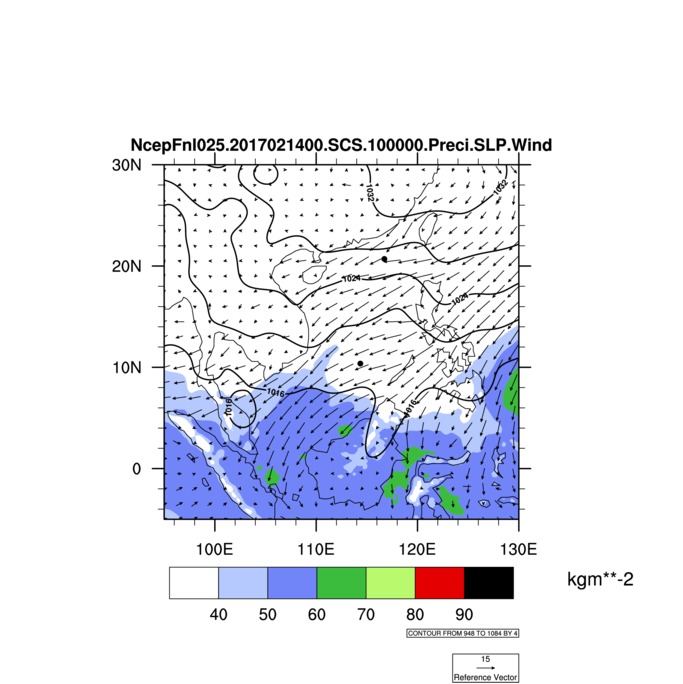 NcepFnl025.2017021400.SCS.100000.Preci.SLP.Wind
30N
1032
1032
20N
1024
1024
10N
1016
1016
1016
0
100E 110E 120E 130E
kgm**-2
40 50 60 70 80 90
CONTOUR FROM 948 TO 1084 BY 4
15
Reference Vector